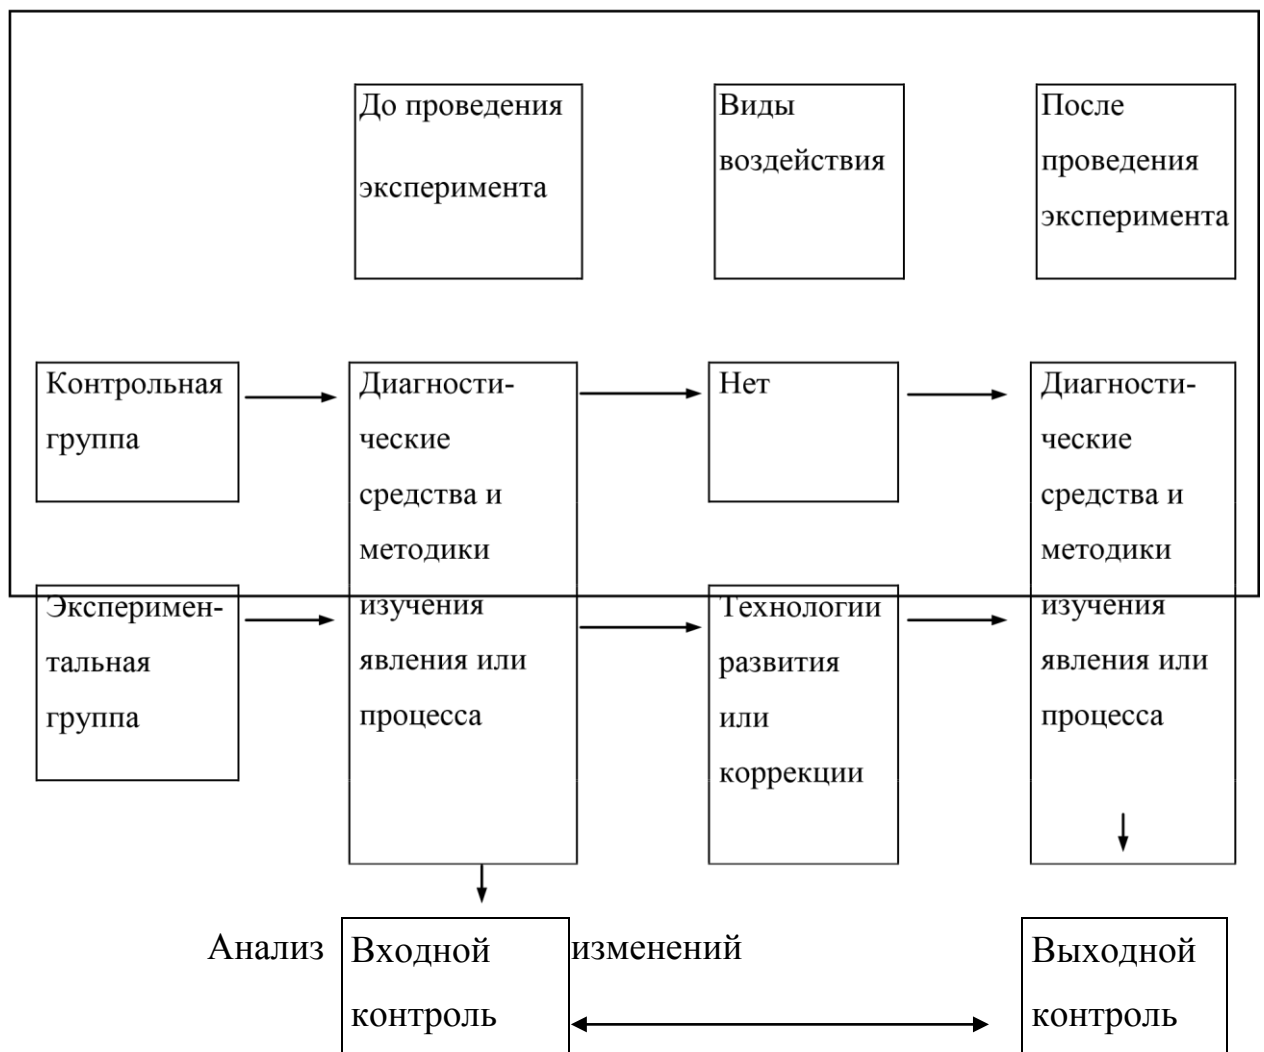 До проведения
эксперимента
Виды
воздействия
После
проведения
эксперимента
Контрольная
группа
Диагности-
ческие
средства и
методики
изучения
явления или
процесса
Нет
Диагности-
ческие
средства и
методики
изучения
явления или
процесса
Эксперимен-
тальная
группа
Технологии
развития
или
коррекции
Анализ
Входной
контроль
изменений
Выходной
контроль